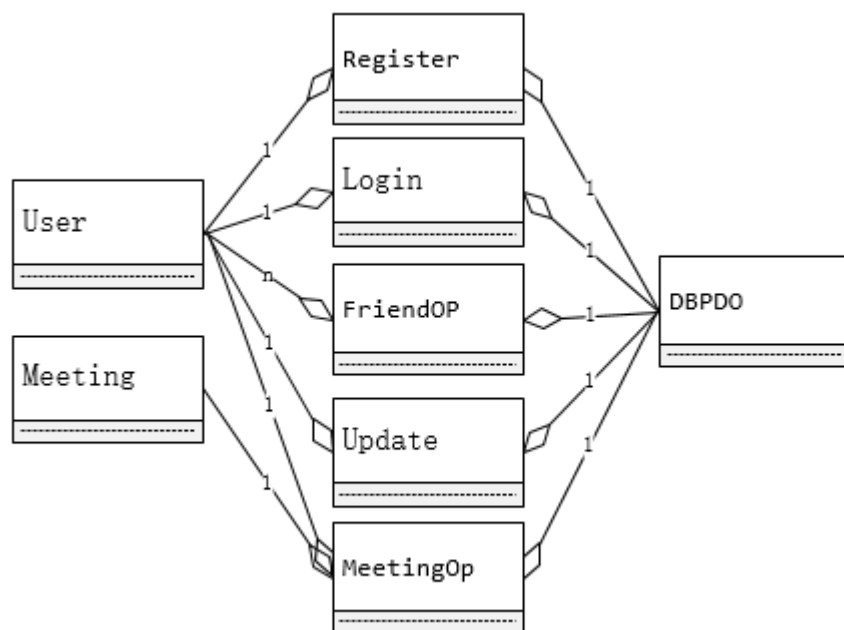 Register
1
1
Login
User
1
1
n
FriendOP
1
DBPDO
Meeting
1
1
Update
1
1
1
MeetingOp